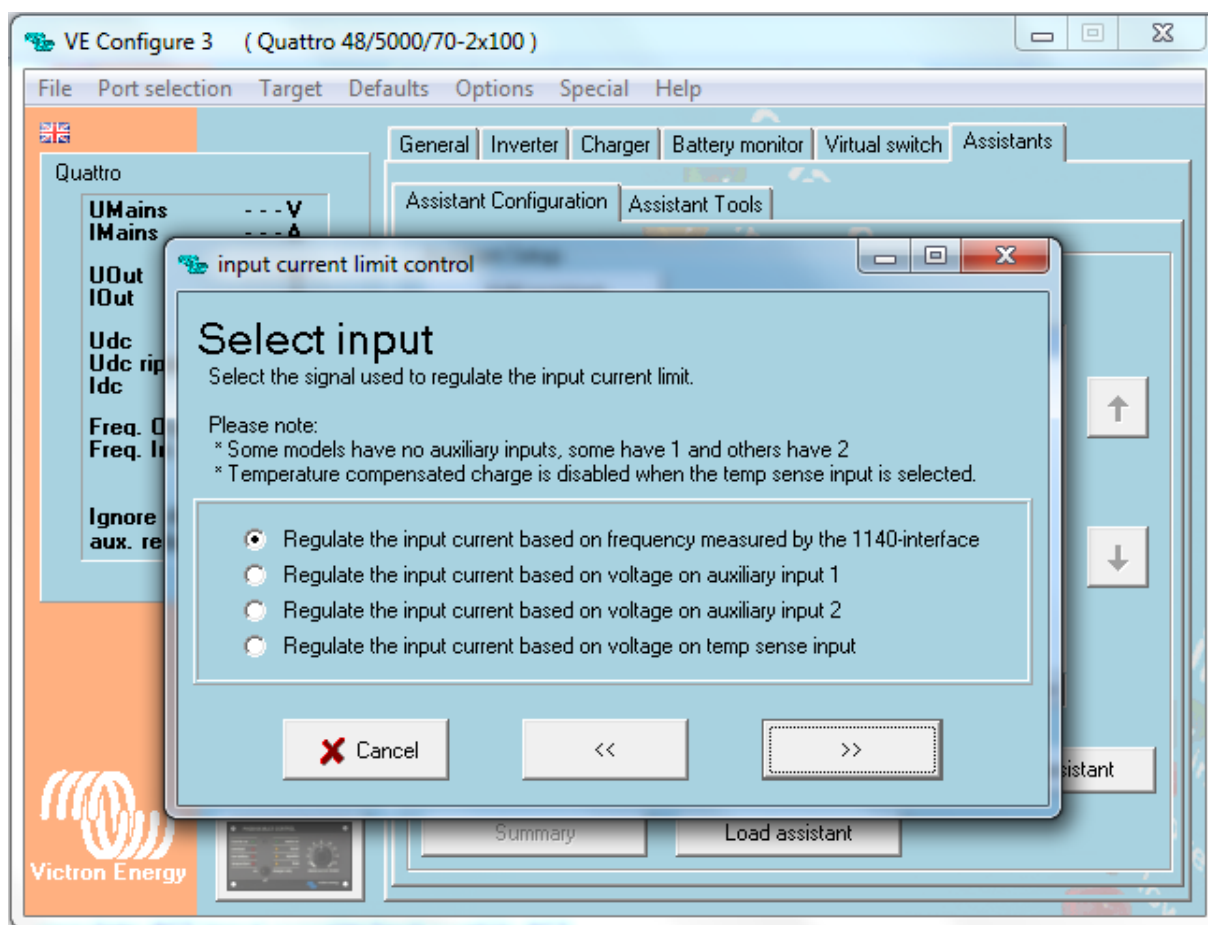 VE Configure 3 ( Quattro 48/5000/70-2x100 )
File Port selection Target Defaults Options Special Help
General Inverter Charger Battery monitor Virtual switch Assistants
Quattro
Assistant Configuration Assistant Tools
UMains - - - V
IMains - - - A
UOut
IOut
Udc
Udc rip
Idc
Freq. O
Freq. In
Ignore
aux. re
input current limit control
Select input
Select the signal used to regulate the input current limit.
Please note:
* Some models have no auxiliary inputs, some have 1 and others have 2
* Temperature compensated charge is disabled when the temp sense input is selected.
Regulate the input current based on frequency measured by the 1140-interface
Regulate the input current based on voltage on auxiliary input 1
Regulate the input current based on voltage on auxiliary input 2
Regulate the input current based on voltage on temp sense input
Cancel << >>
sistant
Summary Load assistant
Victron Energy